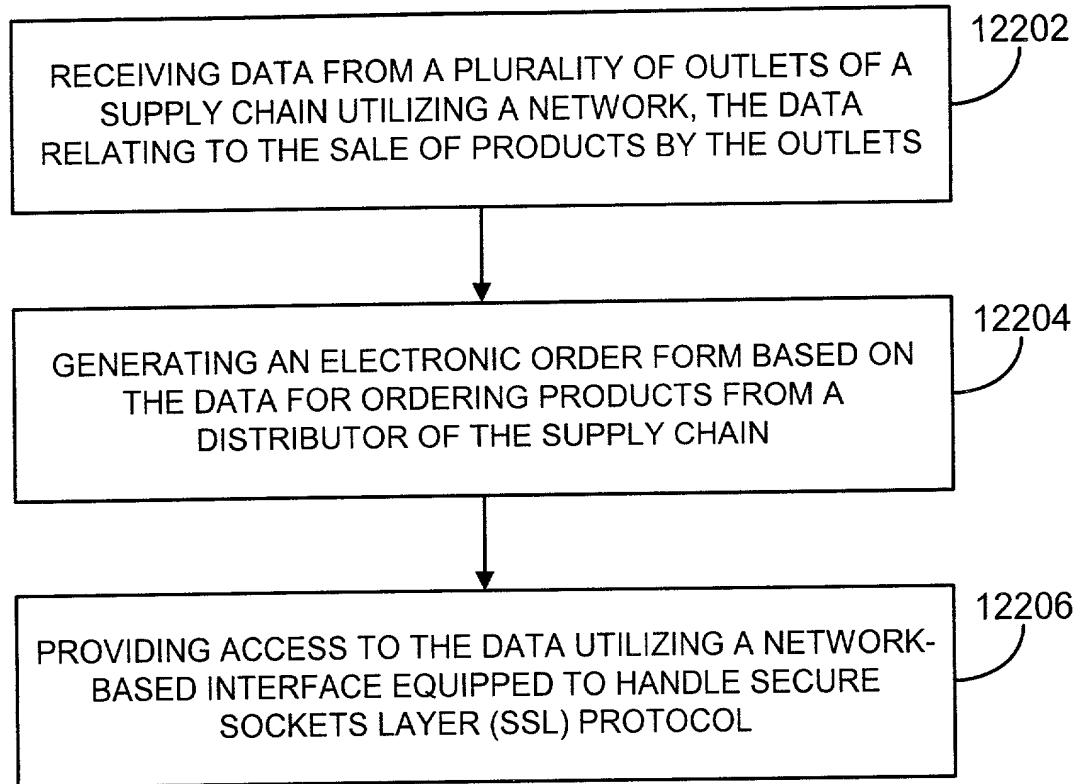 12202
RECEIVING DATA FROM A PLURALITY OF OUTLETS OF A
SUPPLY CHAIN UTILIZING A NETWORK, THE DATA
RELATING TO THE SALE OF PRODUCTS BY THE OUTLETS
12204
GENERATING AN ELECTRONIC ORDER FORM BASED ON
THE DATA FOR ORDERING PRODUCTS FROM A
DISTRIBUTOR OF THE SUPPLY CHAIN
12206
PROVIDING ACCESS TO THE DATA UTILIZING A NETWORK-
BASED INTERFACE EQUIPPED TO HANDLE SECURE
SOCKETS LAYER (SSL) PROTOCOL